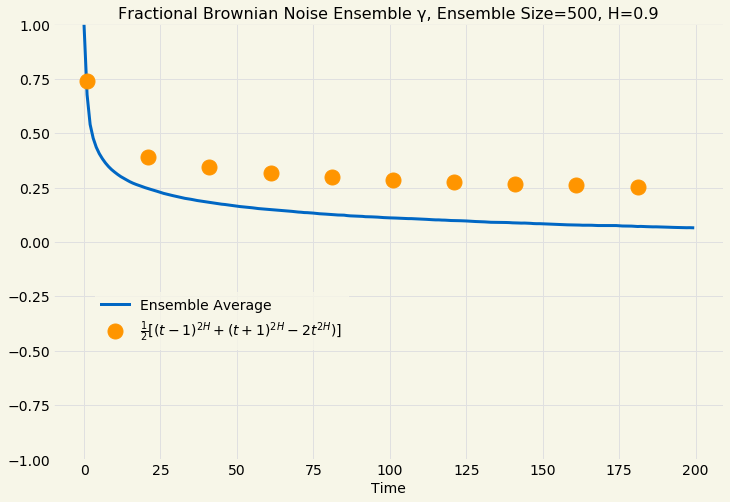 Fractional Brownian Noise Ensemble γ, Ensemble Size=500, H=0.9
1.00
0.75
0.50
0.25
0.00
−0.25
−0.50
−0.75
−1.00
Ensemble Average
$\frac{1}{2}[(t-1)^{2H}+(t+1)^{2H}-2t^{2H})]$
0 25 50 75 100 125 150 175 200
Time